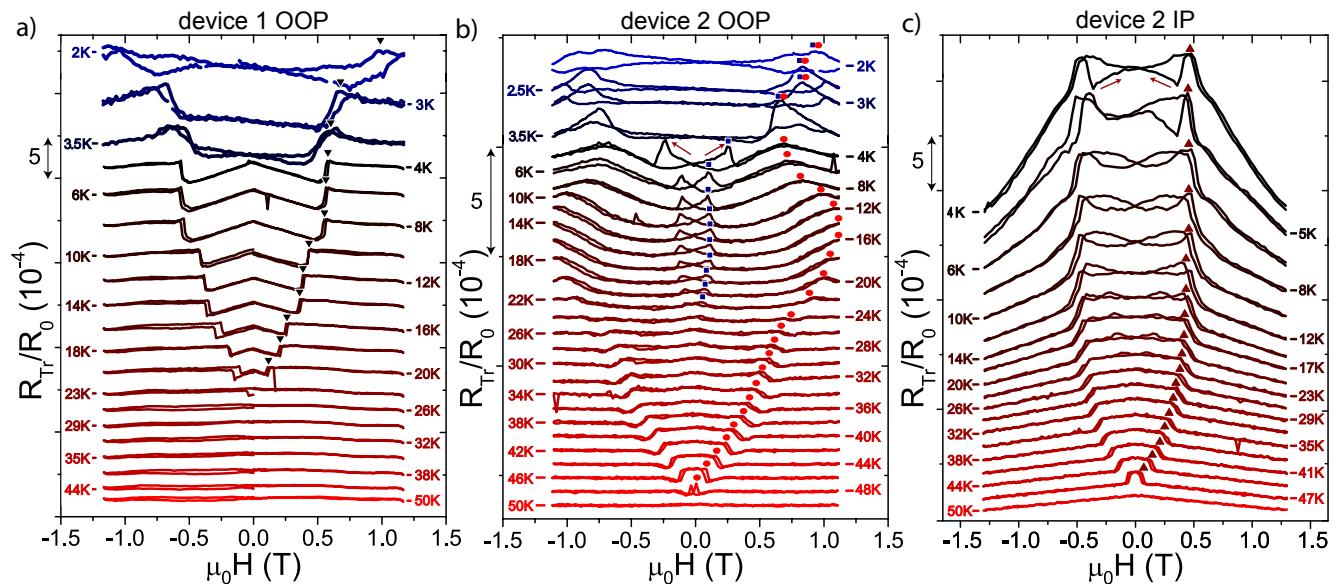 device 1 OOP
a)
2K
3K
3.5K
4K
6K
8K
10K
12K
14K
16K
18K
20K
23K
26K
29K
32K
35K
38K
44K
50K
5
R_Tr/R_0 (10^-4)
-1.5 -1.0 -0.5 0.0 0.5 1.0 1.5
μ_0H (T)
device 2 OOP
b)
2K
2.5K
3K
3.5K
4K
6K
8K
10K
12K
14K
16K
18K
20K
22K
24K
26K
28K
30K
32K
34K
36K
38K
40K
42K
44K
46K
48K
50K
5
R_Tr/R_0 (10^-4)
-1.5 -1.0 -0.5 0.0 0.5 1.0 1.5
μ_0H (T)
device 2 IP
c)
4K
5K
6K
8K
10K
12K
14K
17K
20K
23K
26K
29K
32K
35K
38K
41K
44K
47K
50K
5
R_Tr/R_0 (10^-4)
-1.5 -1.0 -0.5 0.0 0.5 1.0 1.5
μ_0H (T)